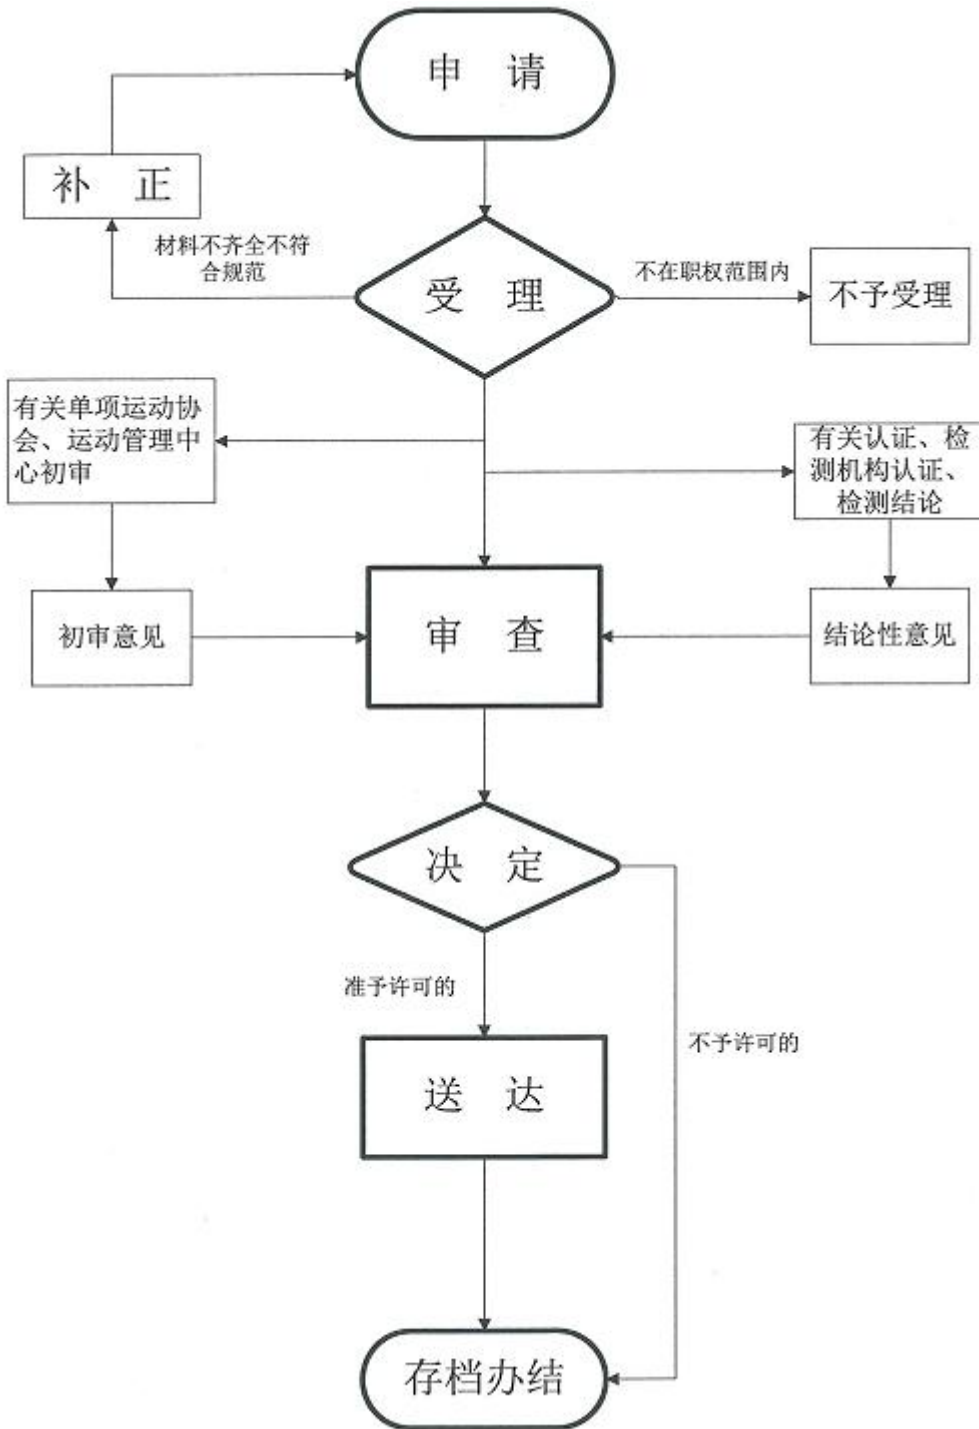 申 请
补 正
材料不齐全不符
合规范
受 理
不在职权范围内
不予受理
有关单项运动协
会、运动管理中
心初审
有关认证、检
测机构认证、
检测结论
初审意见
审 查
结论性意见
决 定
准予许可的
不予许可的
送 达
存档办结